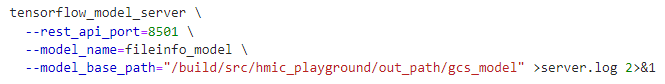 tensorflow_model_server \
  --rest_api_port=8501 \
  --model_name=fileinfo_model \
  --model_base_path="/build/src/hmic_playground/out_path/gcs_model" >server.log 2>&1